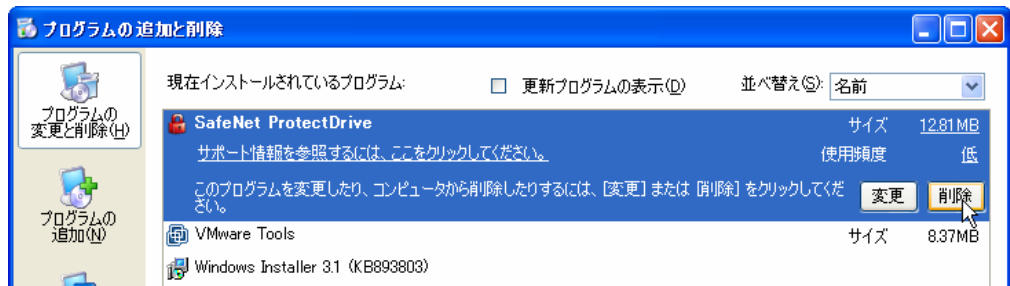 プログラムの追加と削除
現在インストールされているプログラム:
更新プログラムの表示(D)
並べ替え(S):
名前
プログラムの
変更と削除(H)
SafeNet ProtectDrive
サイズ
12.81MB
サポート情報を参照するには、ここをクリックしてください。
使用頻度
低
このプログラムを変更したり、コンピュータから削除したりするには、[変更] または [削除] をクリックしてくだ
さい。
変更
削除
プログラムの
追加(N)
VMware Tools
サイズ
8.37MB
Windows Installer 3.1 (KB893803)